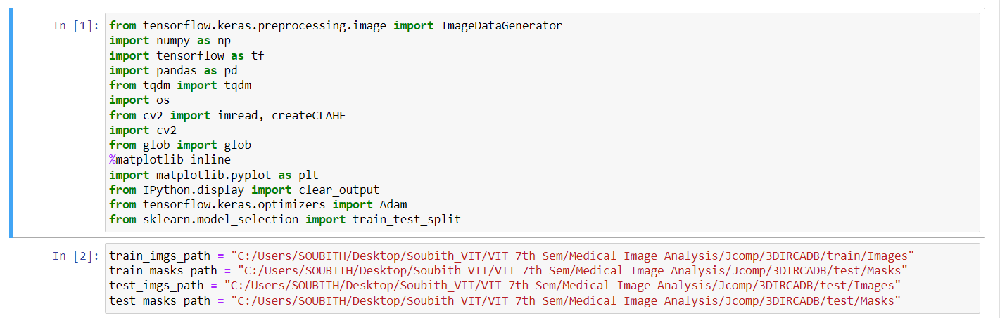 In [1]:
from tensorflow.keras.preprocessing.image import ImageDataGenerator
import numpy as np
import tensorflow as tf
import pandas as pd
from tqdm import tqdm
import os
from cv2 import imread, createCLAHE
import cv2
from glob import glob
%matplotlib inline
import matplotlib.pyplot as plt
from IPython.display import clear_output
from tensorflow.keras.optimizers import Adam
from sklearn.model_selection import train_test_split
In [2]:
train_imgs_path = "C:/Users/SOUBITH/Desktop/Soubith_VIT/VIT 7th Sem/Medical Image Analysis/Jcomp/3DIRCADB/train/Images"
train_masks_path = "C:/Users/SOUBITH/Desktop/Soubith_VIT/VIT 7th Sem/Medical Image Analysis/Jcomp/3DIRCADB/test/Masks"
test_imgs_path = "C:/Users/SOUBITH/Desktop/Soubith_VIT/VIT 7th Sem/Medical Image Analysis/Jcomp/3DIRCADB/test/Images"
test_masks_path = "C:/Users/SOUBITH/Desktop/Soubith_VIT/VIT 7th Sem/Medical Image Analysis/Jcomp/3DIRCADB/test/Masks"